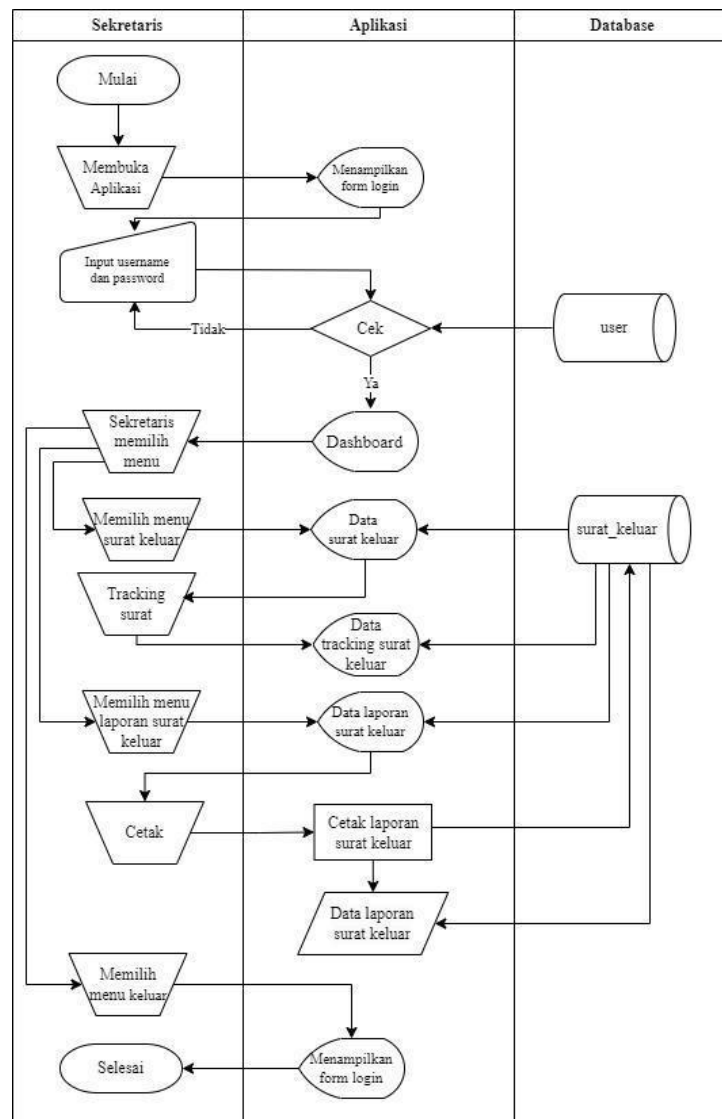 Sekretaris
Aplikasi
Database
Mulai
Membuka
Aplikasi
Menampilkan
form login
Input username
dan password
Tidak
Cek
user
Ya
Sekretaris
memilih
menu
Dashboard
Memilih menu
surat keluar
Data
surat keluar
surat_keluar
Tracking
surat
Data
tracking surat
keluar
Memilih menu
laporan surat
keluar
Data laporan
surat keluar
Cetak
Cetak laporan
surat keluar
Data laporan
surat keluar
Memilih
menu keluar
Selesai
Menampilkan
form login